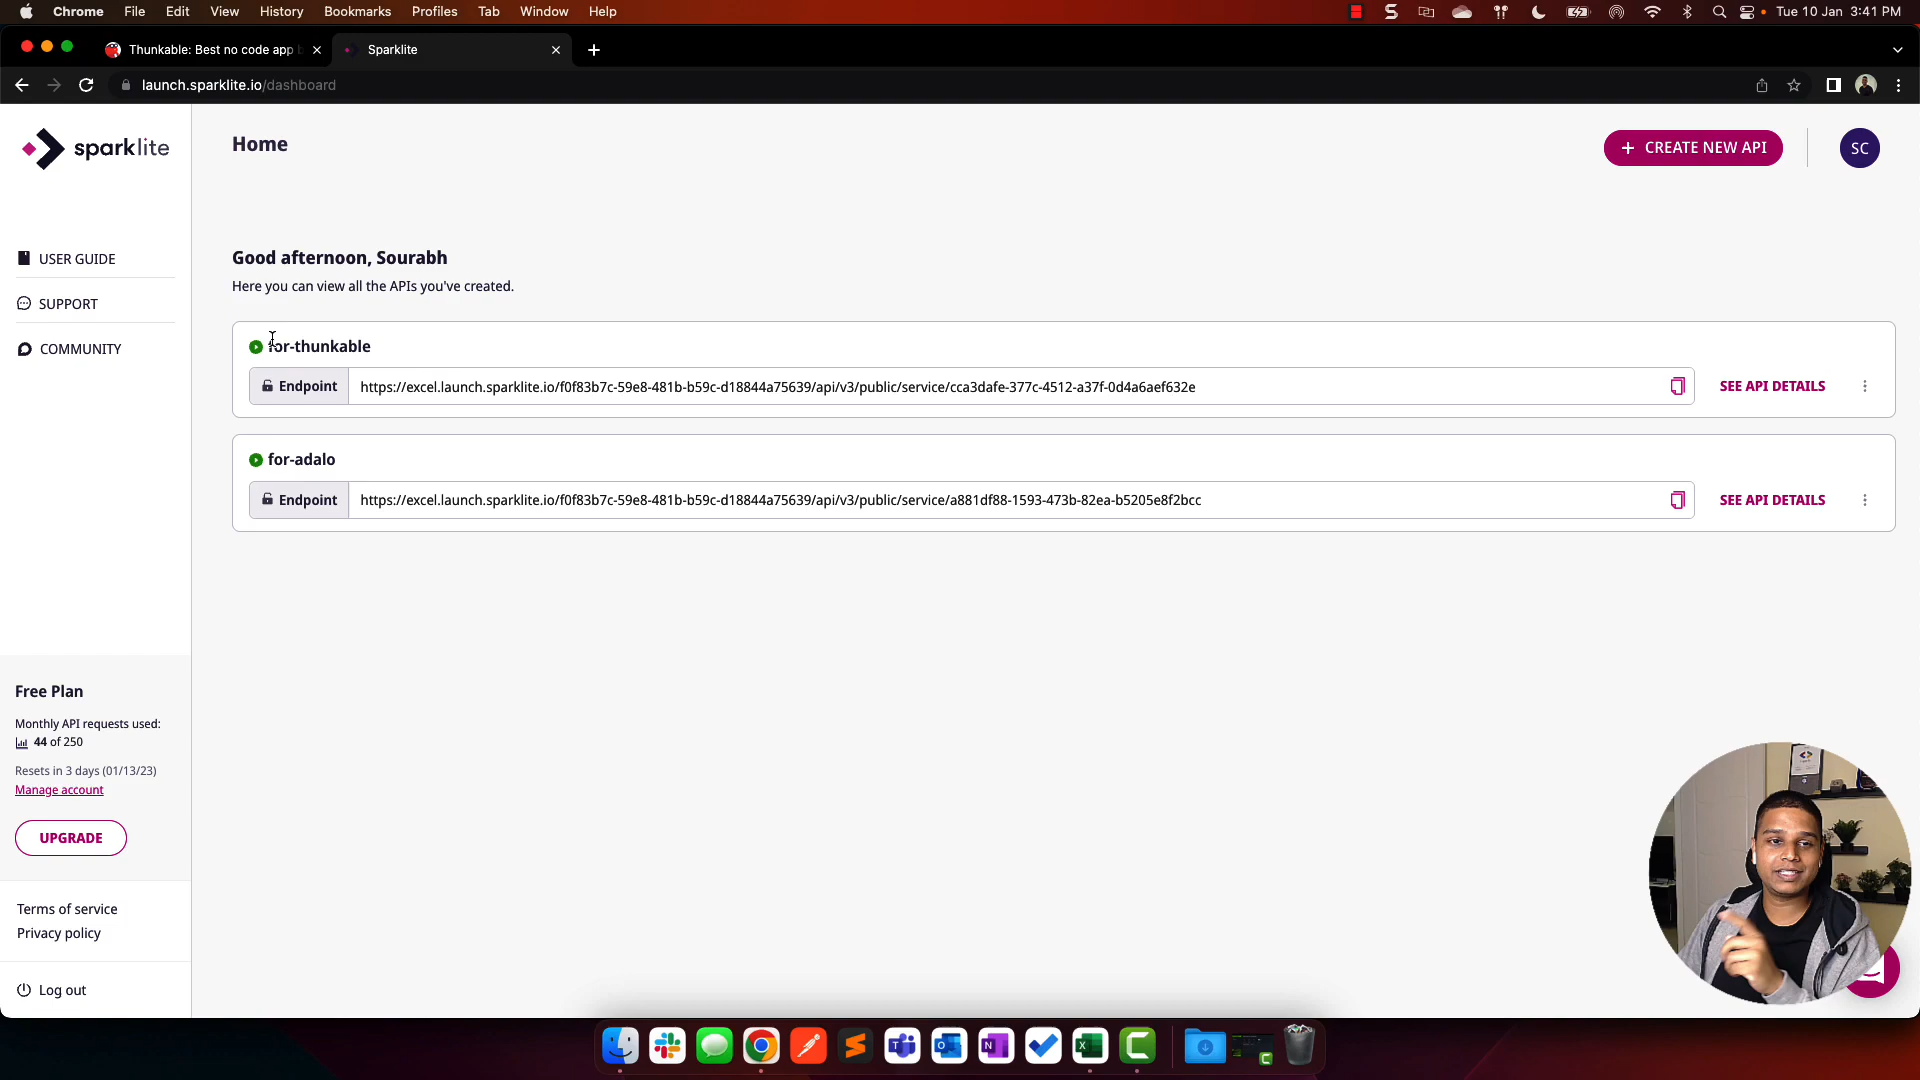 Chrome File Edit View History Bookmarks Profiles Tab Window Help
Tue 10 Jan 3:41 PM
Thunkable: Best no code app b
Sparklite
launch.sparklite.io/dashboard
sparklite
Home
+ CREATE NEW API
SC
USER GUIDE
SUPPORT
COMMUNITY
Good afternoon, Sourabh
Here you can view all the APIs you've created.
for-thunkable
Endpoint https://excel.launch.sparklite.io/f0f83b7c-59e8-481b-b59c-d18844a75639/api/v3/public/service/cca3dafe-377c-4512-a37f-0d4a6aef632e
SEE API DETAILS
for-adalo
Endpoint https://excel.launch.sparklite.io/f0f83b7c-59e8-481b-b59c-d18844a75639/api/v3/public/service/a881df88-1593-473b-82ea-b5205e8f2bcc
SEE API DETAILS
Free Plan
Monthly API requests used:
44 of 250
Resets in 3 days (01/13/23)
Manage account
UPGRADE
Terms of service
Privacy policy
Log out